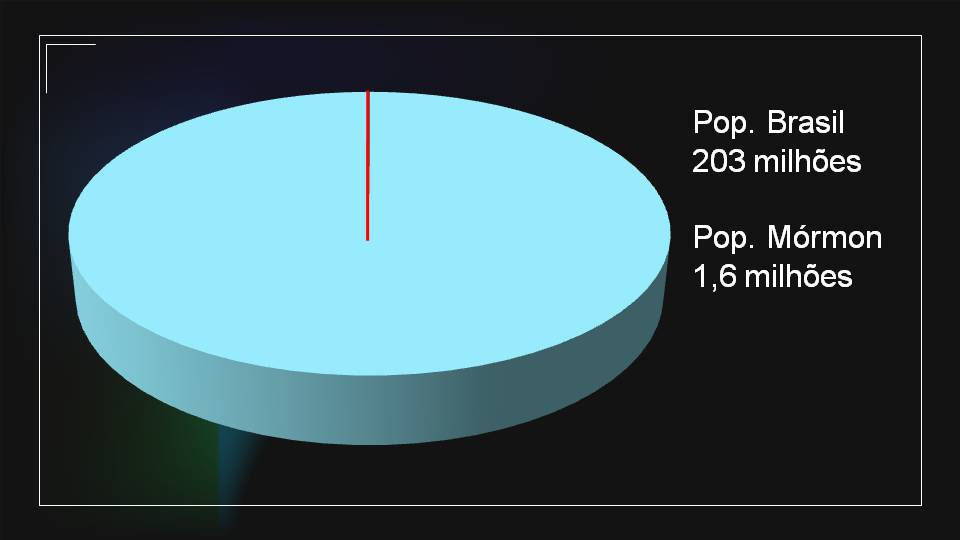 Pop. Brasil
203 milhões
Pop. Mórmon
1,6 milhões